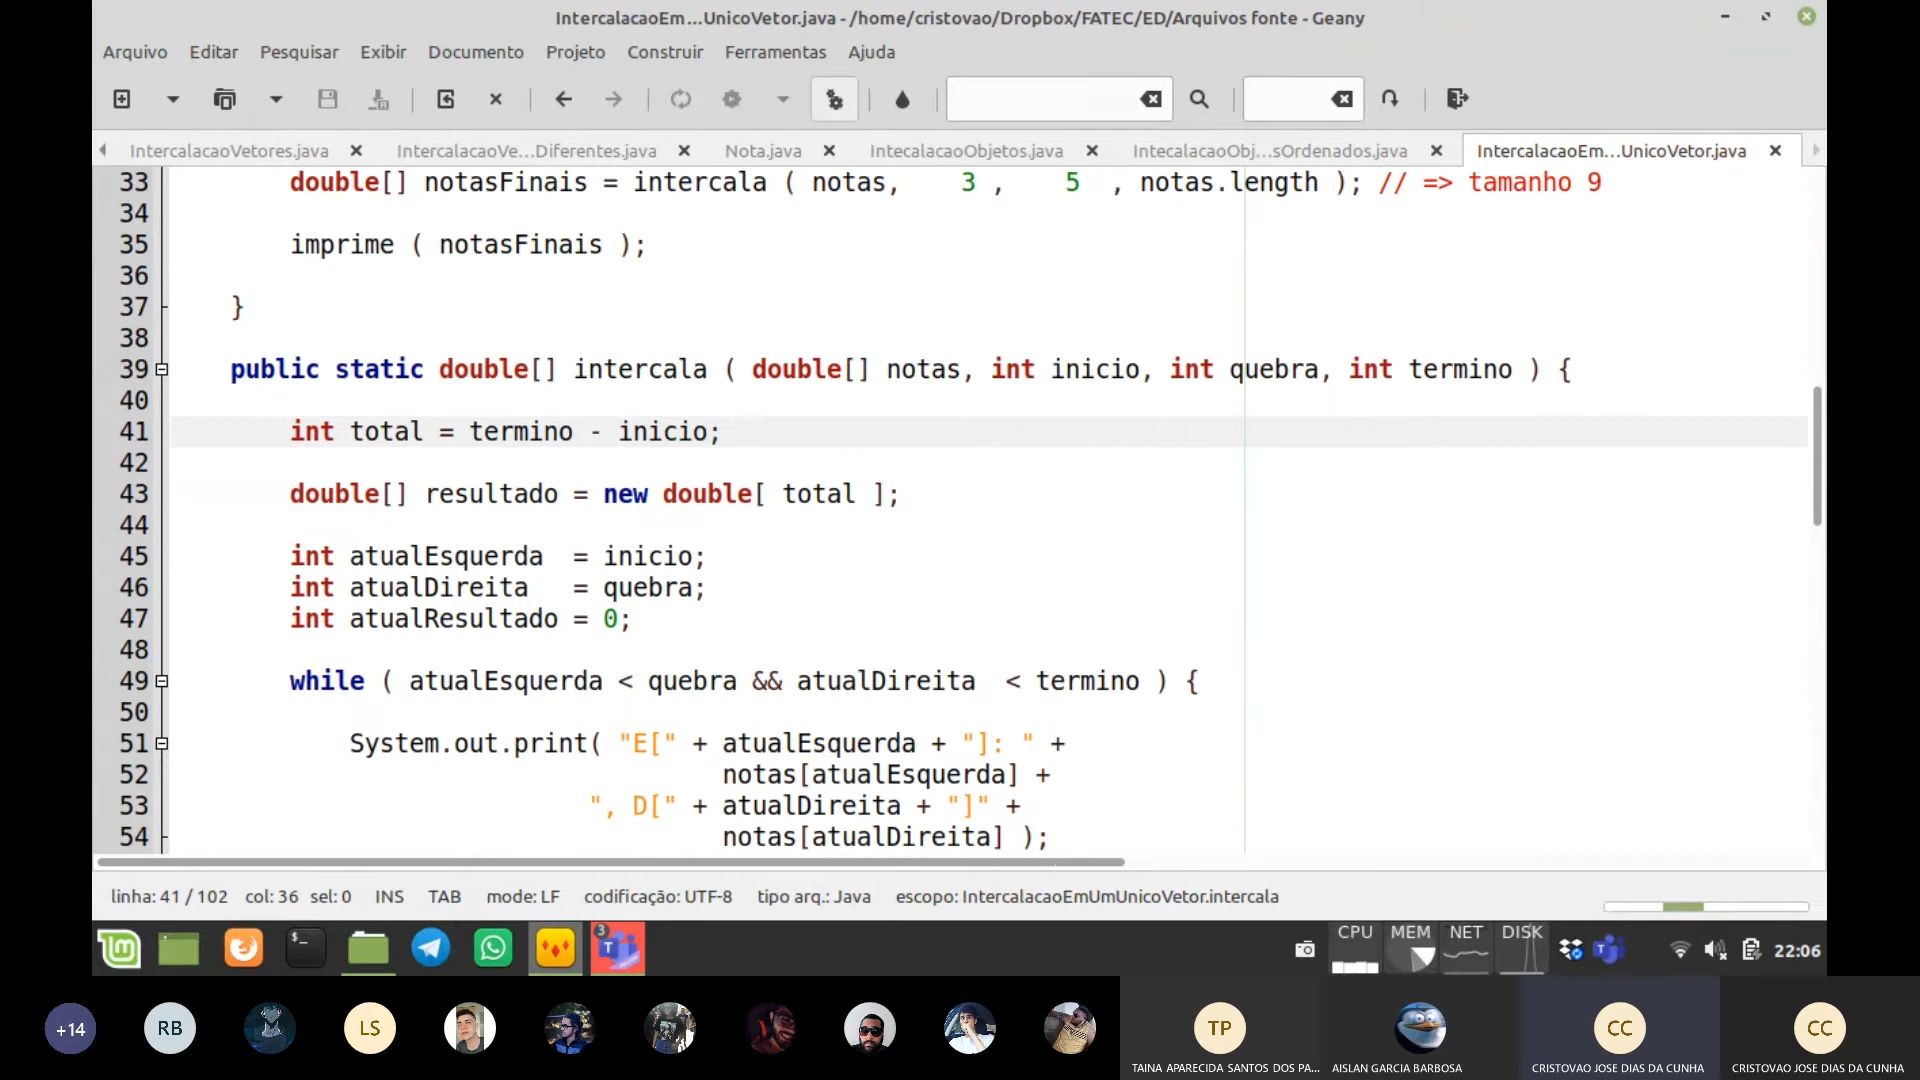 IntercalacaoEm...UnicoVetor.java - /home/cristovao/Dropbox/FATEC/ED/Arquivos fonte - Geany
Arquivo Editar Pesquisar Exibir Documento Projeto Construir Ferramentas Ajuda
IntercalacaoVetores.java IntercalacaoVe...Diferentes.java Nota.java IntecalacaoObjetos.java IntecalacaoObj...sOrdenados.java IntercalacaoEm...UnicoVetor.java
33 double[] notasFinais = intercala ( notas, 3 , 5 , notas.length ); // => tamanho 9
34
35 imprime ( notasFinais );
36
37 }
38
39 public static double[] intercala ( double[] notas, int inicio, int quebra, int termino ) {
40
41 int total = termino - inicio;
42
43 double[] resultado = new double[ total ];
44
45 int atualEsquerda = inicio;
46 int atualDireita = quebra;
47 int atualResultado = 0;
48
49 while ( atualEsquerda < quebra && atualDireita < termino ) {
50
51 System.out.print( "E[" + atualEsquerda + "]: " +
52 notas[atualEsquerda] +
53 ", D[" + atualDireita + "]" +
54 notas[atualDireita] );
linha: 41 / 102 col: 36 sel: 0 INS TAB mode: LF codificação: UTF-8 tipo arq.: Java escopo: IntercalacaoEmUmUnicoVetor.intercala
$_ 3 T CPU MEM NET DISK T 22:06
+14 RB LS TP CC CC
TAINA APARECIDA SANTOS DOS PA... AISLAN GARCIA BARBOSA CRISTOVAO JOSE DIAS DA CUNHA CRISTOVAO JOSE DIAS DA CUNHA